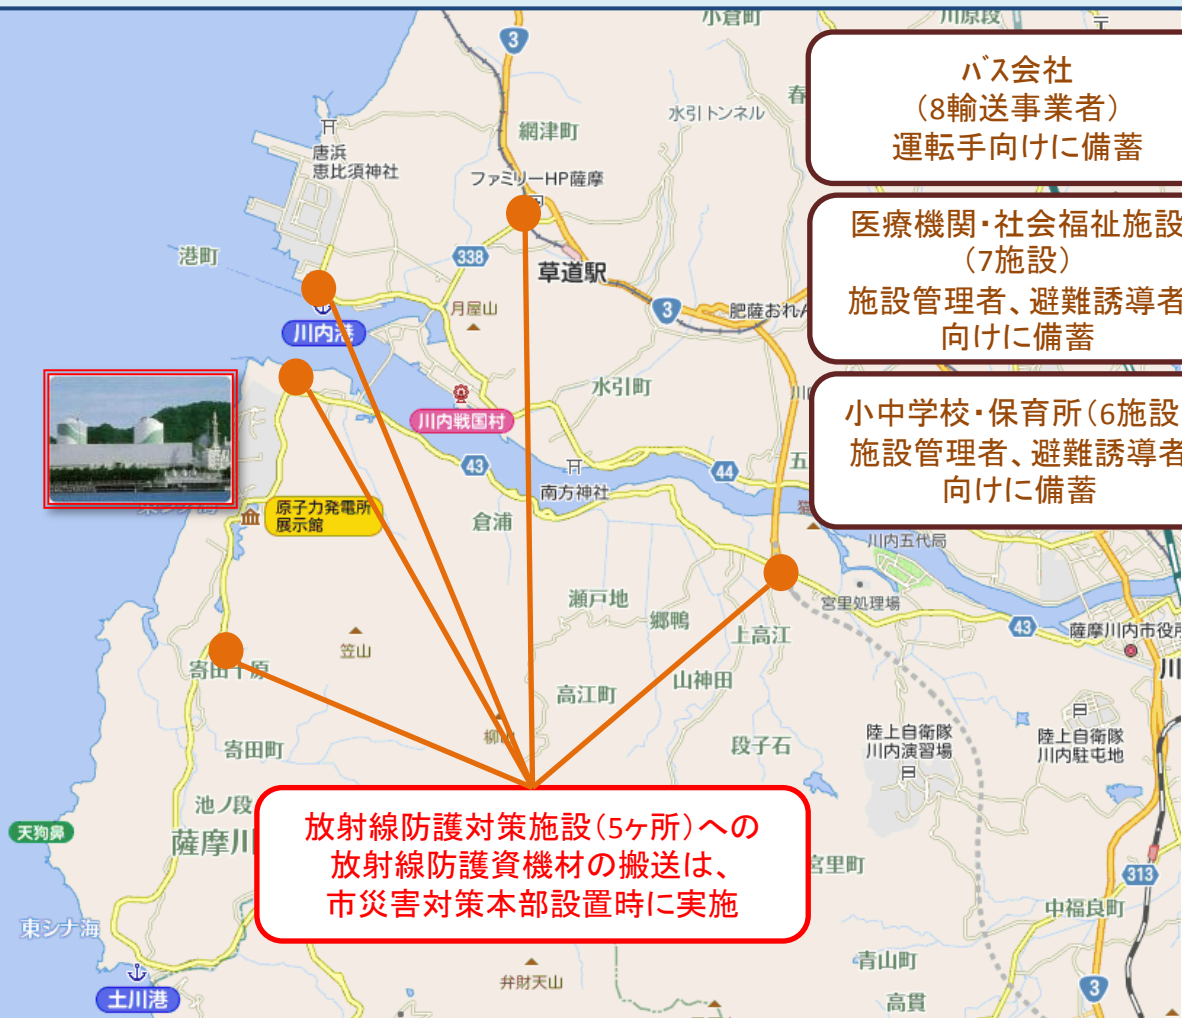 小倉町
川原段
〒
3
バス会社
（8輸送事業者）
運転手向けに備蓄
春
水引トンネル
網津町
唐浜
恵比須神社
ファミリーHP薩摩
医療機関・社会福祉施設
（7施設）
施設管理者、避難誘導者
向けに備蓄
港町
338
草道駅
月屋山
3
肥薩おれん
川内港
水引町
川内戦国村
小中学校・保育所（6施設
施設管理者、避難誘導者
向けに備蓄
43
44
五
南方神社
原子力発電所
展示館
倉浦
川内五代局
瀬戸地
宮里処理場
郷鴨
上高江
43
薩摩川内市役所
笠山
寄田干原
川
山神田
高江町
陸上自衛隊
川内演習場
陸上自衛隊
川内駐屯地
柳山
段子石
寄田町
池ノ段
天狗鼻
薩摩川
放射線防護対策施設（5ヶ所）への
放射線防護資機材の搬送は、
市災害対策本部設置時に実施
宮里町
313
中福良町
東シナ海
青山町
弁財天山
3
土川港
高貫